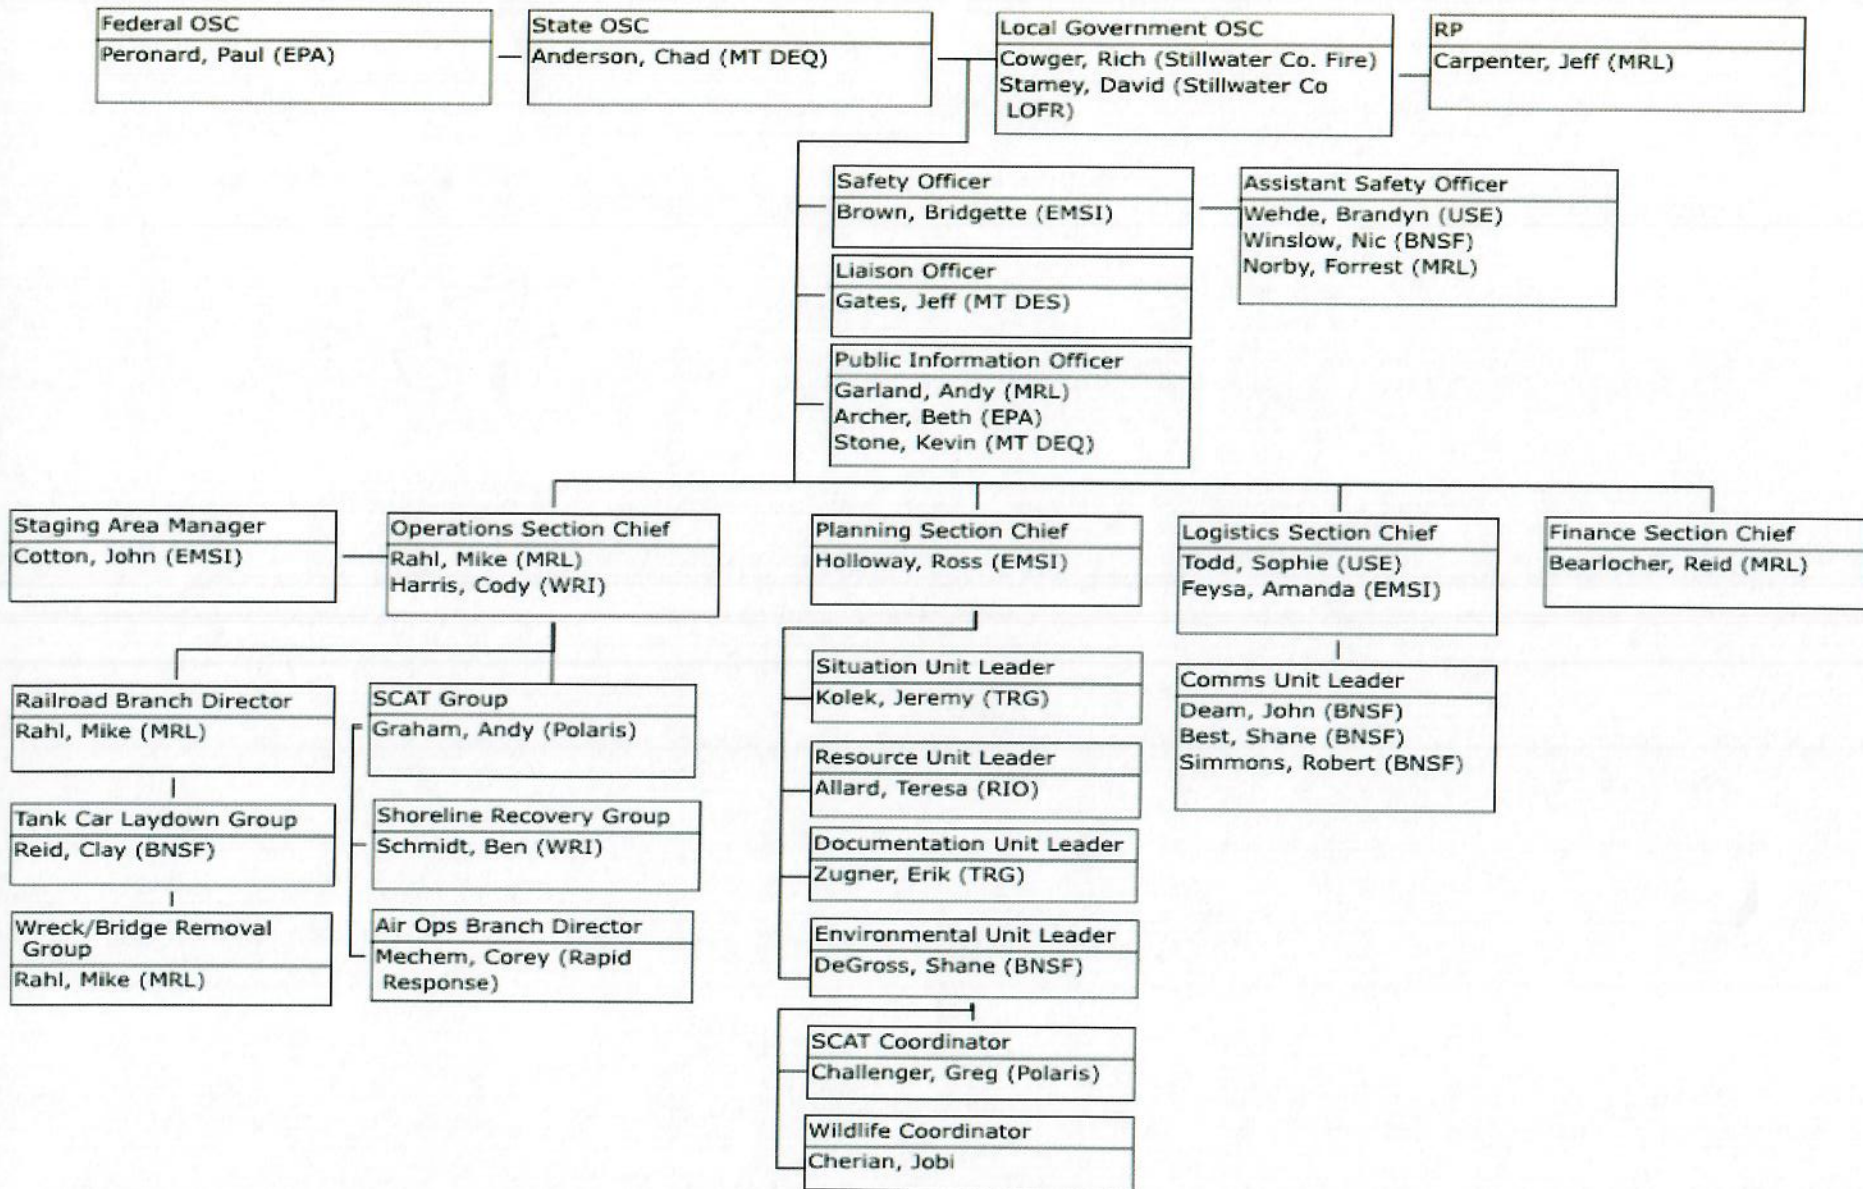 Federal OSC
Peronard, Paul (EPA)
State OSC
Anderson, Chad (MT DEQ)
Local Government OSC
Cowger, Rich (Stillwater Co. Fire)
Stamey, David (Stillwater Co
LOFR)
RP
Carpenter, Jeff (MRL)
Safety Officer
Brown, Bridgette (EMSI)
Assistant Safety Officer
Wehde, Brandyn (USE)
Winslow, Nic (BNSF)
Norby, Forrest (MRL)
Liaison Officer
Gates, Jeff (MT DES)
Public Information Officer
Garland, Andy (MRL)
Archer, Beth (EPA)
Stone, Kevin (MT DEQ)
Staging Area Manager
Cotton, John (EMSI)
Operations Section Chief
Rahl, Mike (MRL)
Harris, Cody (WRI)
Planning Section Chief
Holloway, Ross (EMSI)
Logistics Section Chief
Todd, Sophie (USE)
Feysa, Amanda (EMSI)
Finance Section Chief
Bearlocher, Reid (MRL)
Railroad Branch Director
Rahl, Mike (MRL)
Tank Car Laydown Group
Reid, Clay (BNSF)
Wreck/Bridge Removal
Group
Rahl, Mike (MRL)
SCAT Group
Graham, Andy (Polaris)
Shoreline Recovery Group
Schmidt, Ben (WRI)
Air Ops Branch Director
Mechem, Corey (Rapid
Response)
Situation Unit Leader
Kolek, Jeremy (TRG)
Resource Unit Leader
Allard, Teresa (RIO)
Documentation Unit Leader
Zugner, Erik (TRG)
Environmental Unit Leader
DeGross, Shane (BNSF)
SCAT Coordinator
Challenger, Greg (Polaris)
Wildlife Coordinator
Cherian, Jobi
Comms Unit Leader
Deam, John (BNSF)
Best, Shane (BNSF)
Simmons, Robert (BNSF)